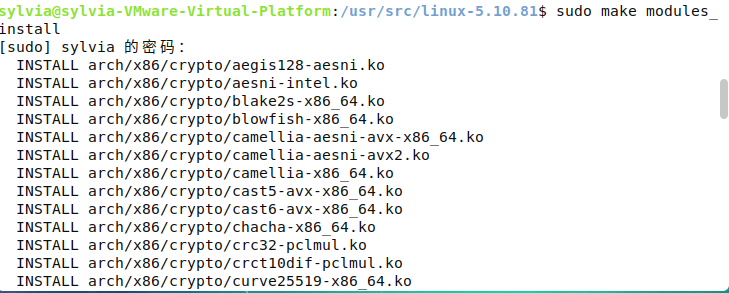 sylvia@sylvia-VMware-Virtual-Platform:/usr/src/linux-5.10.81$ sudo make modules_
install
[sudo] sylvia 的密码：
  INSTALL arch/x86/crypto/aegis128-aesni.ko
  INSTALL arch/x86/crypto/aesni-intel.ko
  INSTALL arch/x86/crypto/blake2s-x86_64.ko
  INSTALL arch/x86/crypto/blowfish-x86_64.ko
  INSTALL arch/x86/crypto/camellia-aesni-avx-x86_64.ko
  INSTALL arch/x86/crypto/camellia-aesni-avx2.ko
  INSTALL arch/x86/crypto/camellia-x86_64.ko
  INSTALL arch/x86/crypto/cast5-avx-x86_64.ko
  INSTALL arch/x86/crypto/cast6-avx-x86_64.ko
  INSTALL arch/x86/crypto/chacha-x86_64.ko
  INSTALL arch/x86/crypto/crc32-pclmul.ko
  INSTALL arch/x86/crypto/crct10dif-pclmul.ko
  INSTALL arch/x86/crypto/curve25519-x86_64.ko